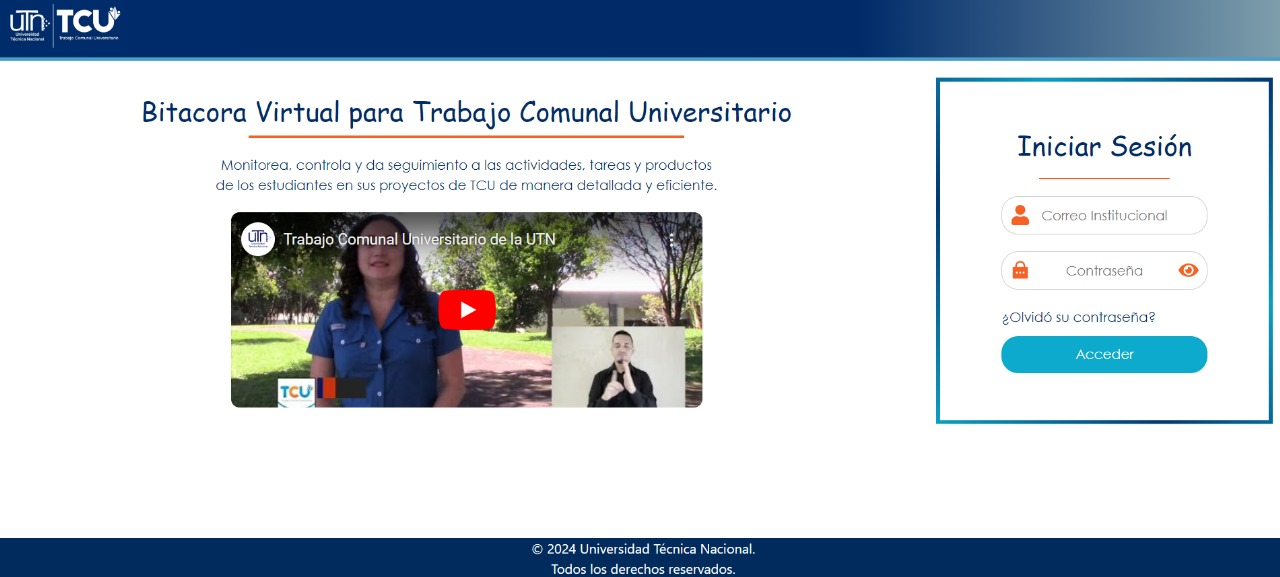 UTN
Universidad
Técnica Nacional
TCU
Trabajo Comunal Universitario
Bitacora Virtual para Trabajo Comunal Universitario
Monitorea, controla y da seguimiento a las actividades, tareas y productos
de los estudiantes en sus proyectos de TCU de manera detallada y eficiente.
UTN
Trabajo Comunal Universitario de la UTN
TCU
Iniciar Sesión
Correo Institucional
Contraseña
¿Olvidó su contraseña?
Acceder
© 2024 Universidad Técnica Nacional.
Todos los derechos reservados.